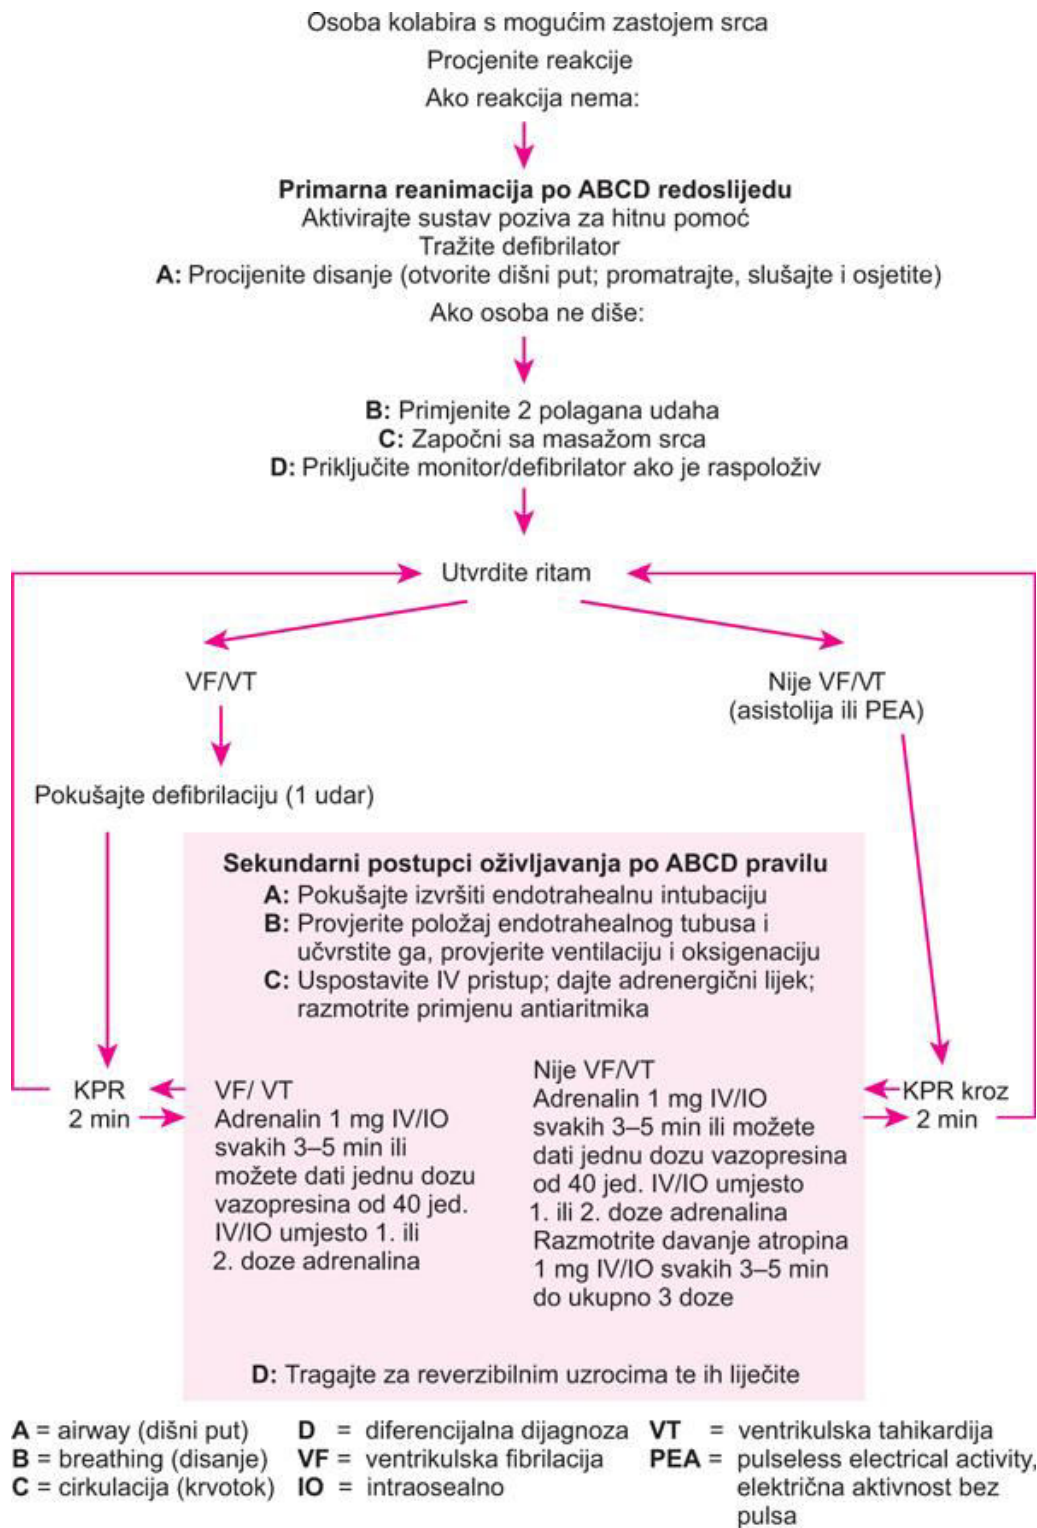 Osoba kolabira s mogućim zastojem srca
Procjenite reakcije
Ako reakcija nema:
Primarna reanimacija po ABCD redoslijedu
Aktivirajte sustav poziva za hitnu pomoć
Tražite defibrilator
A: Procijenite disanje (otvorite dišni put; promatrajte, slušajte i osjetite)
Ako osoba ne diše:
B: Primjenite 2 polagana udaha
C: Započni sa masažom srca
D: Priključite monitor/defibrilator ako je raspoloživ
Utvrdite ritam
VF/VT
Pokušajte defibrilaciju (1 udar)
Nije VF/VT
(asistolija ili PEA)
Sekundarni postupci oživljavanja po ABCD pravilu
A: Pokušajte izvršiti endotrahealnu intubaciju
B: Provjerite položaj endotrahealnog tubusa i
učvrstite ga, provjerite ventilaciju i oksigenaciju
C: Uspostavite IV pristup; dajte adrenergični lijek;
razmotrite primjenu antiaritmika
KPR
2 min
VF/ VT
Adrenalin 1 mg IV/IO
svakih 3–5 min ili
možete dati jednu dozu
vazopresina od 40 jed.
IV/IO umjesto 1. ili
2. doze adrenalina
Nije VF/VT
Adrenalin 1 mg IV/IO
svakih 3–5 min ili možete
dati jednu dozu vazopresina
od 40 jed. IV/IO umjesto
1. ili 2. doze adrenalina
Razmotrite davanje atropina
1 mg IV/IO svakih 3–5 min
do ukupno 3 doze
KPR kroz
2 min
D: Tragajte za reverzibilnim uzrocima te ih liječite
A = airway (dišni put)
B = breathing (disanje)
C = cirkulacija (krvotok)
D = diferencijalna dijagnoza
VF = ventrikulska fibrilacija
IO = intraosealno
VT = ventrikulska tahikardija
PEA = pulseless electrical activity,
električna aktivnost bez
pulsa